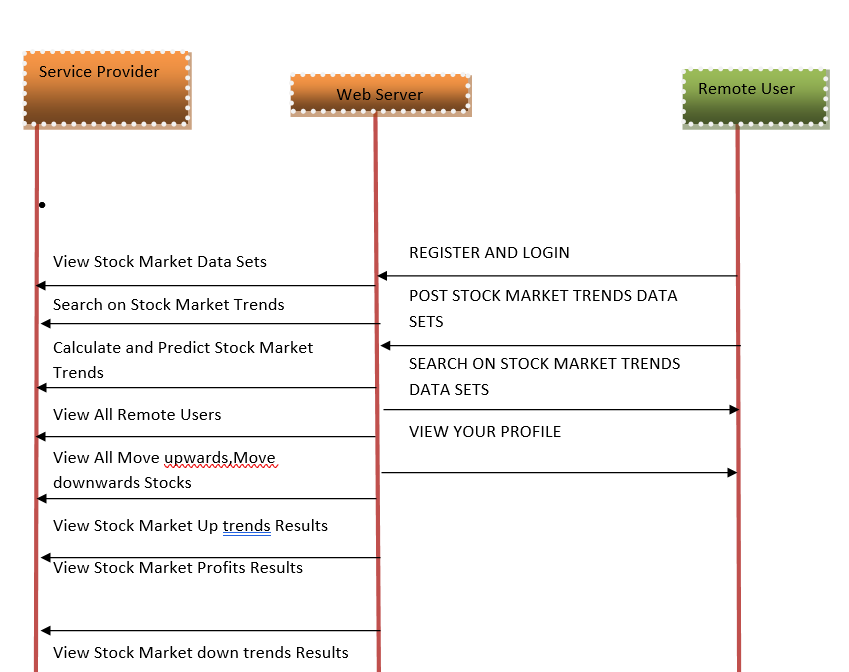 Service Provider
Web Server
Remote User
View Stock Market Data Sets
Search on Stock Market Trends
Calculate and Predict Stock Market
Trends
View All Remote Users
View All Move upwards,Move
downwards Stocks
View Stock Market Up trends Results
View Stock Market Profits Results
View Stock Market down trends Results
REGISTER AND LOGIN
POST STOCK MARKET TRENDS DATA
SETS
SEARCH ON STOCK MARKET TRENDS
DATA SETS
VIEW YOUR PROFILE